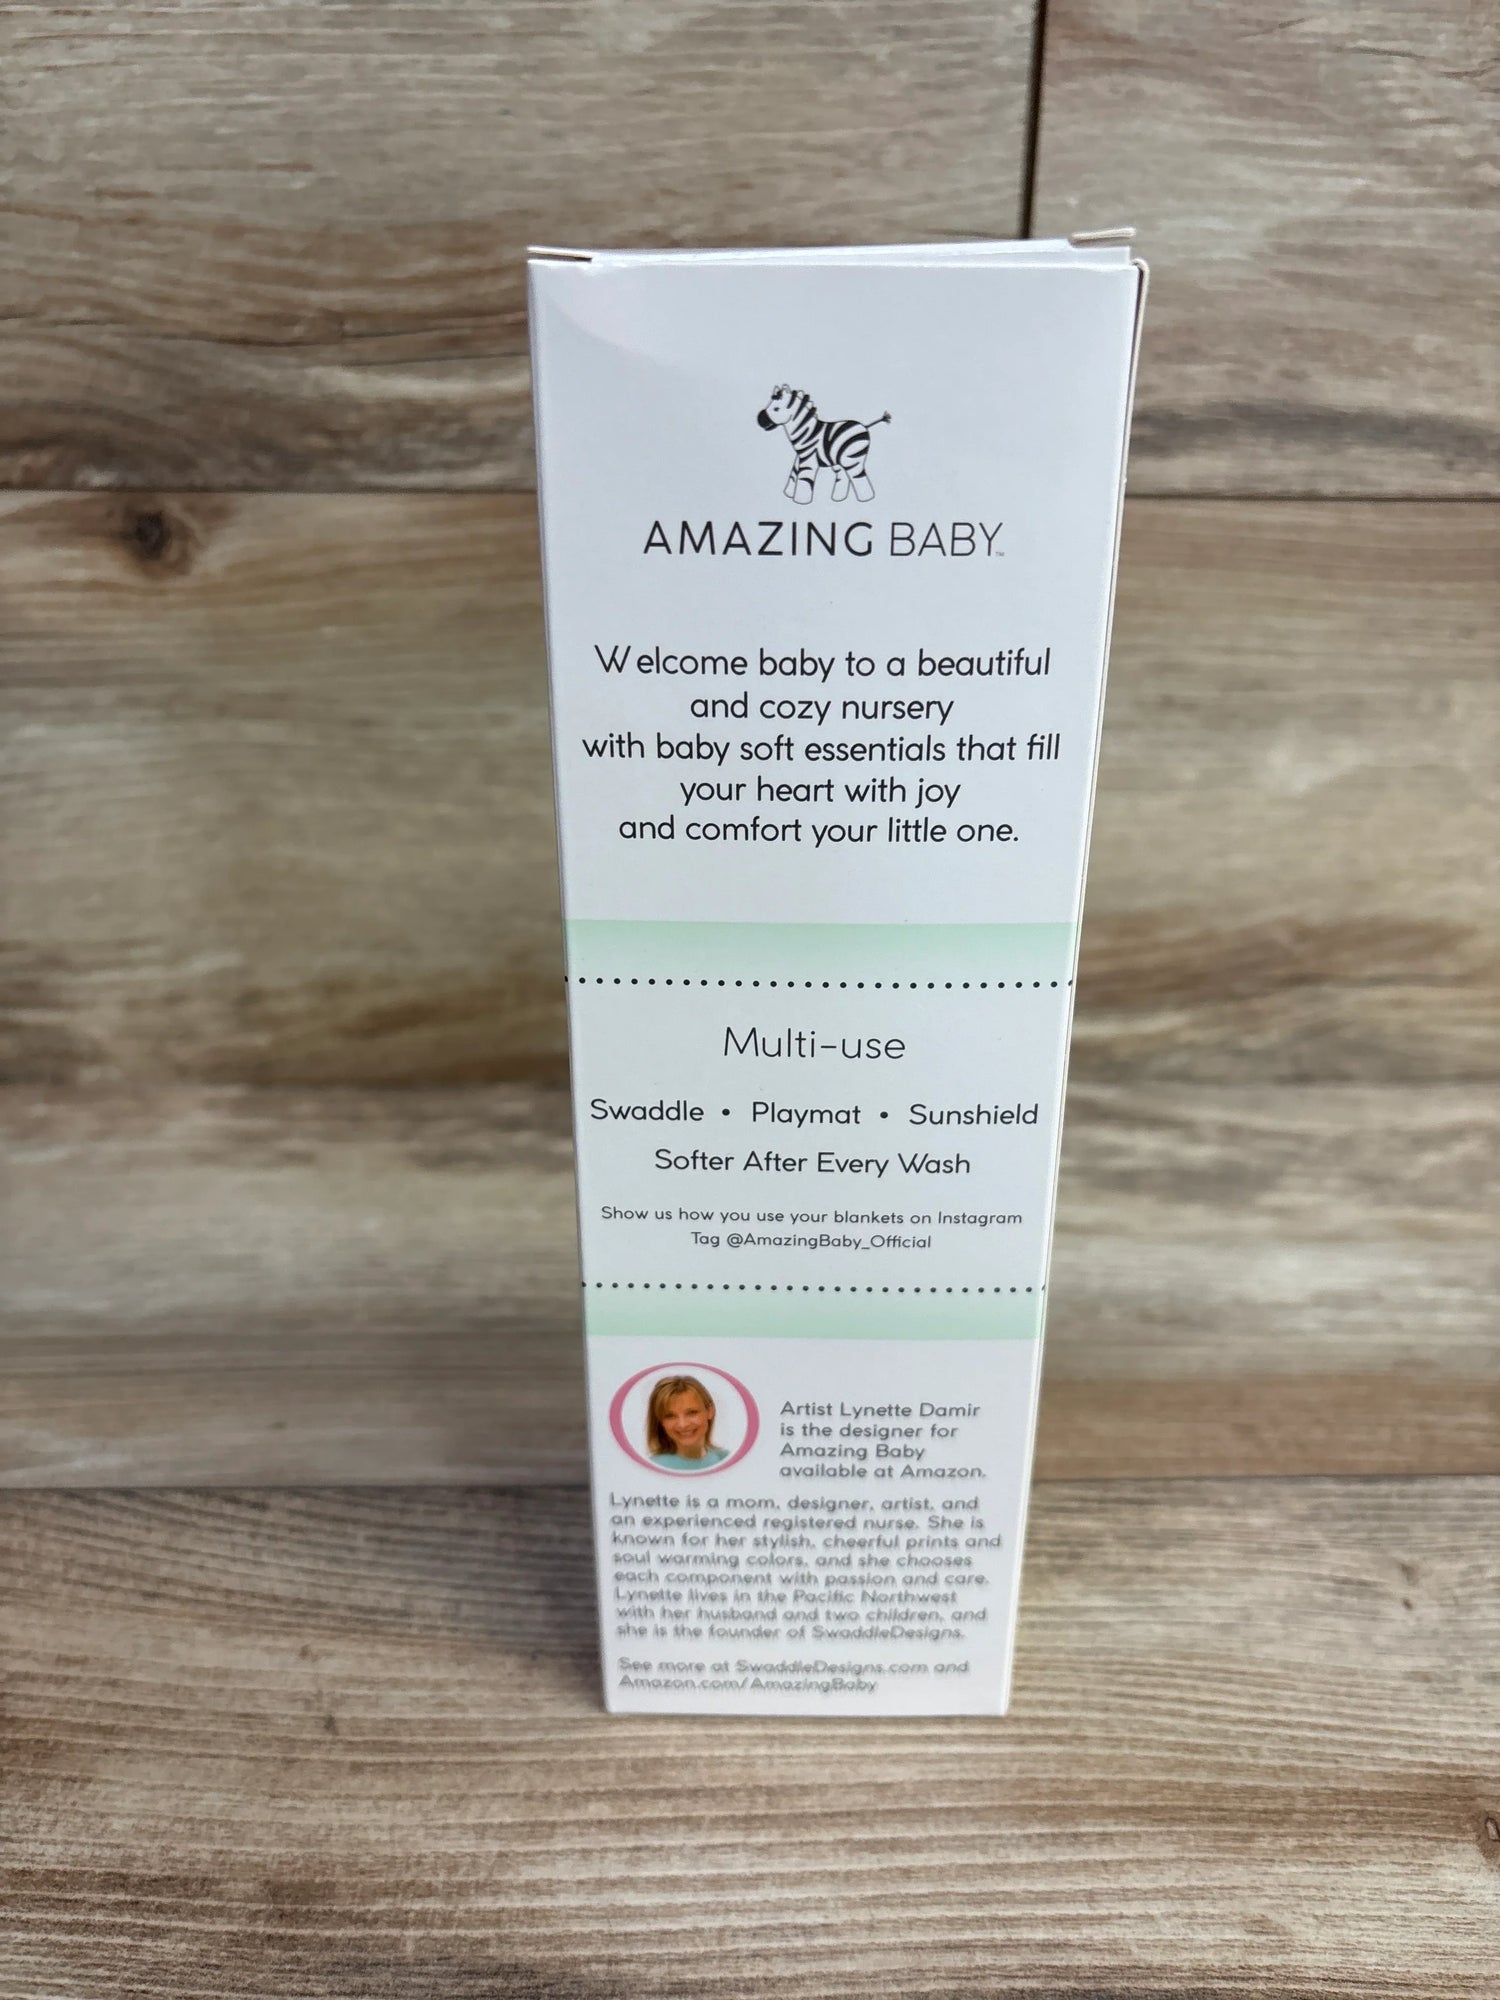 AMAZING BABY™
Welcome baby to a beautiful
and cozy nursery
with baby soft essentials that fill
your heart with joy
and comfort your little one.
Multi-use
Swaddle • Playmat • Sunshield
Softer After Every Wash
Show us how you use your blankets on Instagram
Tag @AmazingBaby_Official
Artist Lynette Damir
is the designer for
Amazing Baby
available at Amazon.
Lynette is a mom, designer, artist, and
an experienced registered nurse. She is
known for her stylish, cheerful prints and
soul warming colors, and she chooses
each component with passion and care.
Lynette lives in the Pacific Northwest
with her husband and two children, and
she is the founder of SwaddleDesigns.
See more at SwaddleDesigns.com and
Amazon.com/AmazingBaby